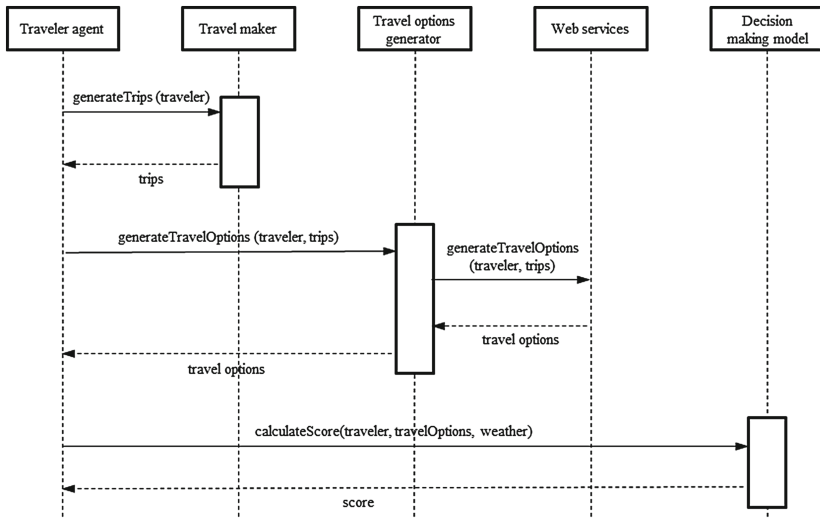 Traveler agent
Travel maker
Travel options
generator
Web services
Decision
making model
generateTrips (traveler)
trips
generateTravelOptions (traveler, trips)
generateTravelOptions
(traveler, trips)
travel options
travel options
calculateScore(traveler, travelOptions, weather)
score